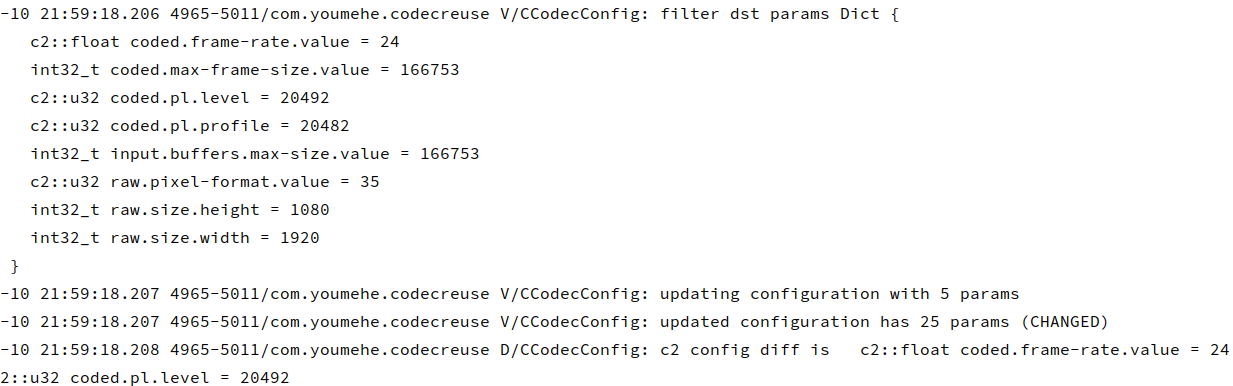 -10 21:59:18.206 4965-5011/com.youmehe.codecreuse V/CCodecConfig: filter dst params Dict {
c2::float coded.frame-rate.value = 24
int32_t coded.max-frame-size.value = 166753
c2::u32 coded.pl.level = 20492
c2::u32 coded.pl.profile = 20482
int32_t input.buffers.max-size.value = 166753
c2::u32 raw.pixel-format.value = 35
int32_t raw.size.height = 1080
int32_t raw.size.width = 1920
}
-10 21:59:18.207 4965-5011/com.youmehe.codecreuse V/CCodecConfig: updating configuration with 5 params
-10 21:59:18.207 4965-5011/com.youmehe.codecreuse V/CCodecConfig: updated configuration has 25 params (CHANGED)
-10 21:59:18.208 4965-5011/com.youmehe.codecreuse D/CCodecConfig: c2 config diff is   c2::float coded.frame-rate.value = 24
2::u32 coded.pl.level = 20492